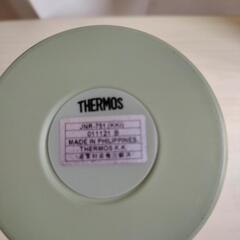 THERMOS
JNR-751 (KKI)
011121 B
MADE IN PHILIPPINES
THERMOS K.K.